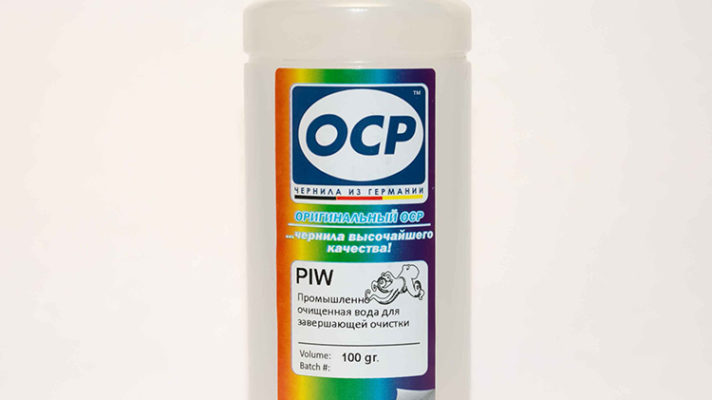 OCP
TM
ЧЕРНИЛА ИЗ ГЕРМАНИИ
ОРИГИНАЛЬНЫЙ OCP
...чернила высочайшего
качества!
PIW
Промышленно
очищенная вода для
завершающей очистки
Volume: 100 gr.
Batch #: